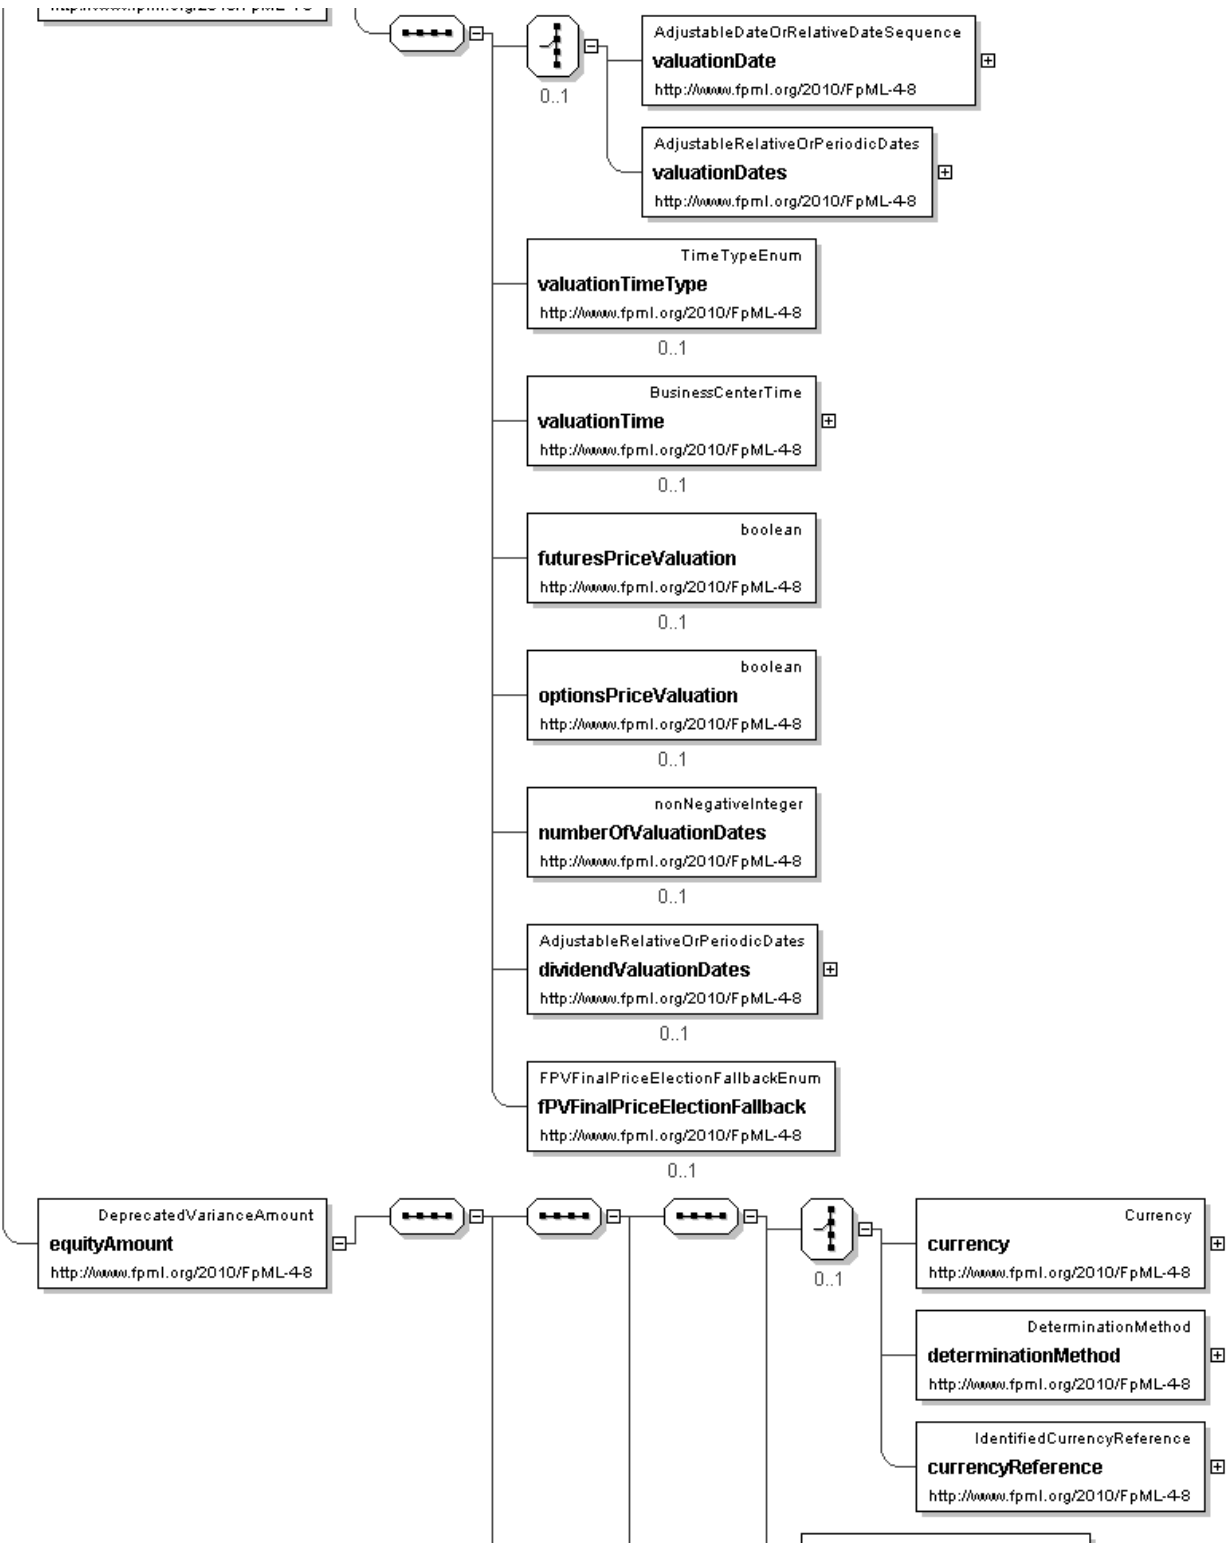 AdjustableDateOrRelativeDateSequence
valuationDate
http://www.fpml.org/2010/FpML-4-8
0..1
AdjustableRelativeOrPeriodicDates
valuationDates
http://www.fpml.org/2010/FpML-4-8
TimeTypeEnum
valuationTimeType
http://www.fpml.org/2010/FpML-4-8
0..1
BusinessCenterTime
valuationTime
http://www.fpml.org/2010/FpML-4-8
0..1
boolean
futuresPriceValuation
http://www.fpml.org/2010/FpML-4-8
0..1
boolean
optionsPriceValuation
http://www.fpml.org/2010/FpML-4-8
0..1
nonNegativeInteger
numberOfValuationDates
http://www.fpml.org/2010/FpML-4-8
0..1
AdjustableRelativeOrPeriodicDates
dividendValuationDates
http://www.fpml.org/2010/FpML-4-8
0..1
FPVFinalPriceElectionFallbackEnum
fPVFinalPriceElectionFallback
http://www.fpml.org/2010/FpML-4-8
0..1
DeprecatedVarianceAmount
equityAmount
http://www.fpml.org/2010/FpML-4-8
0..1
Currency
currency
http://www.fpml.org/2010/FpML-4-8
DeterminationMethod
determinationMethod
http://www.fpml.org/2010/FpML-4-8
IdentifiedCurrencyReference
currencyReference
http://www.fpml.org/2010/FpML-4-8